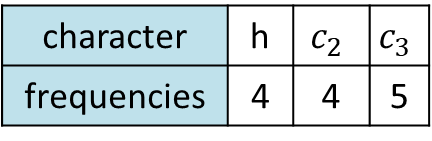 character h c₂ c₃
frequencies 4 4 5